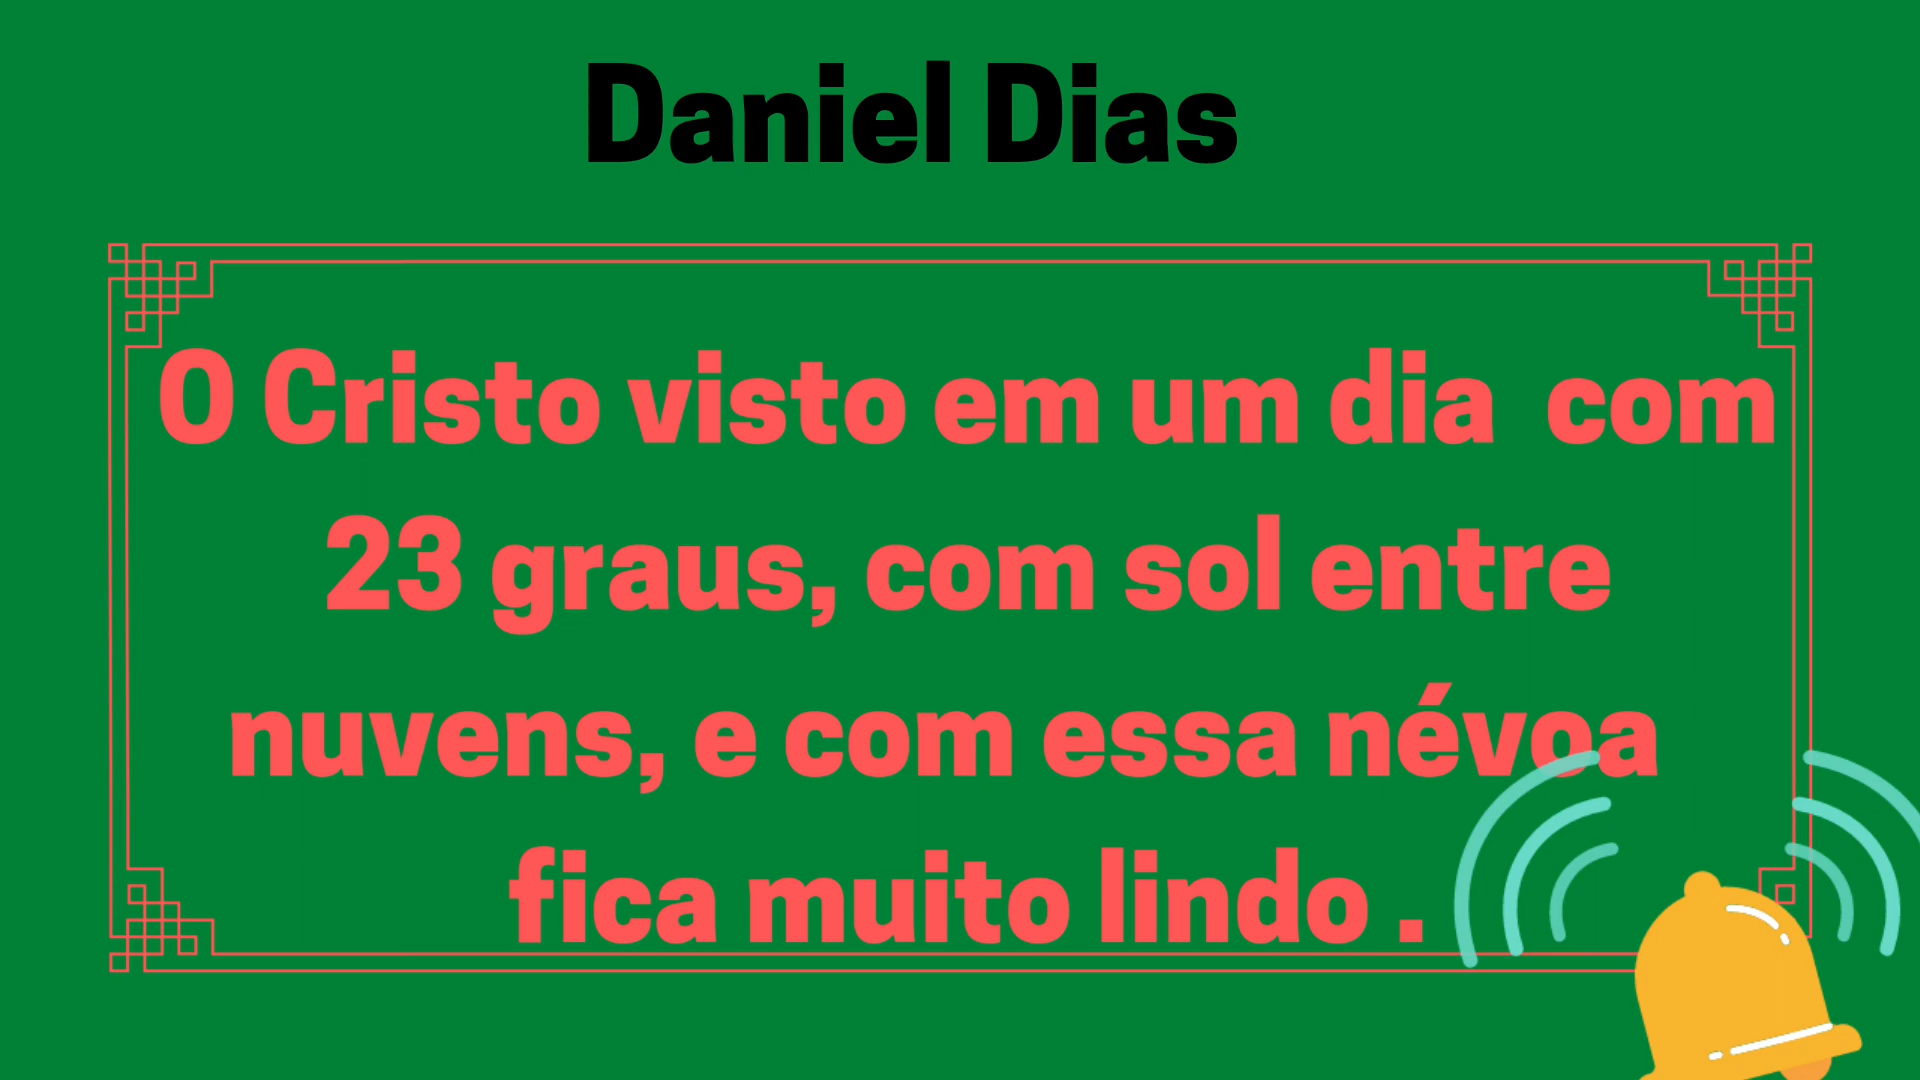 Daniel Dias
O Cristo visto em um dia  com
23 graus, com sol entre
nuvens, e com essa névoa
fica muito lindo .